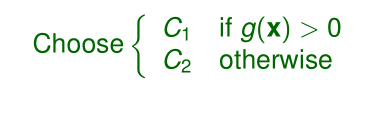 Choose { C₁ if g(x) > 0
C₂ otherwise